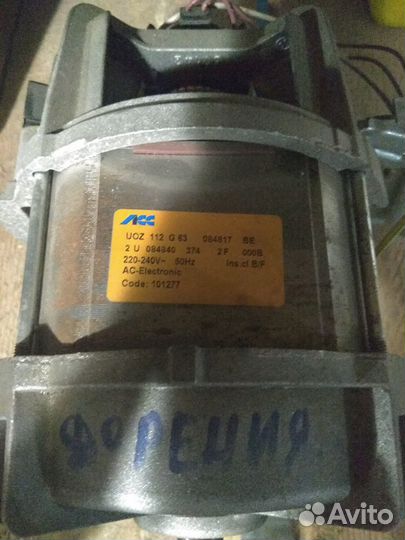 ACC
UOZ 112 G 63 084817 BE
2 U 084840 374 2 F 000B
220-240V~ 50Hz Ins.cl B/F
AC-Electronic
Code: 101277
ДОРЕНИЯ
Avito